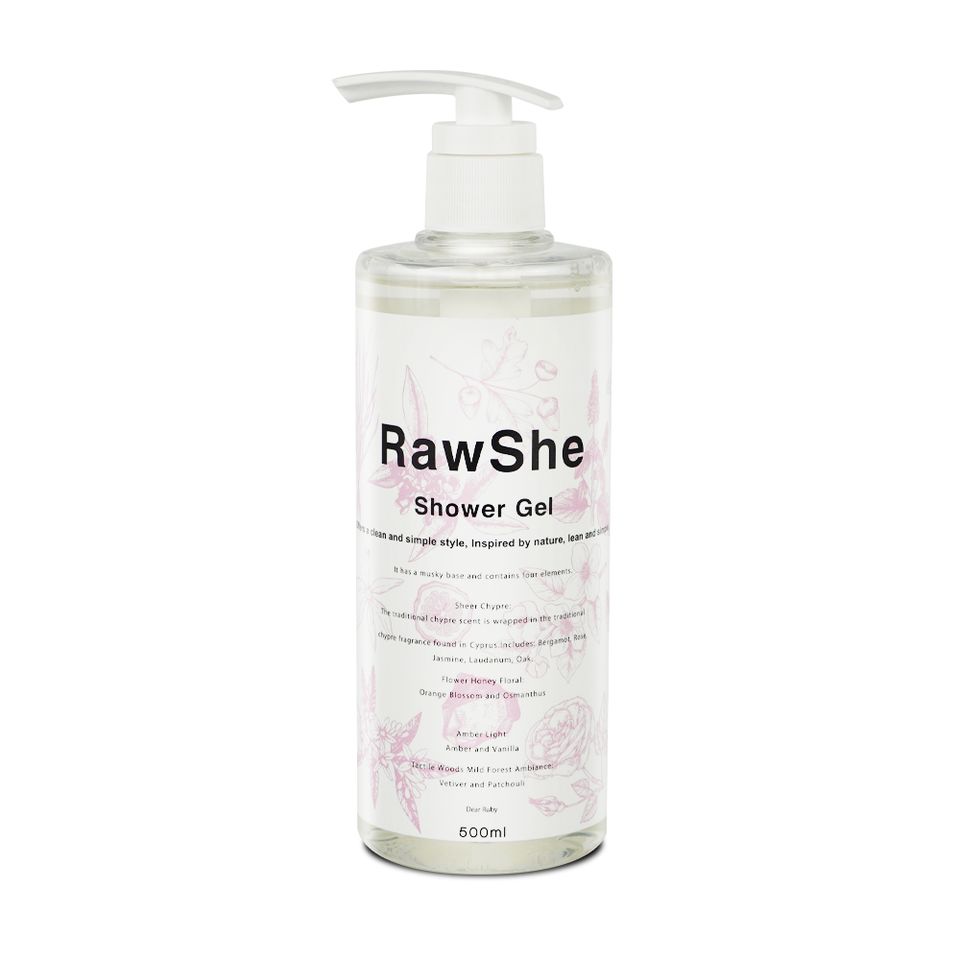 RawShe
Shower Gel
a clean and simple style, Inspired by nature, lean and simple
It has a musky base and contains four elements.
Sheer Chypre:
The traditional chypre scent is wrapped in the traditional
chypre fragrance found in Cyprus.Includes: Bergamot, Rose,
Jasmine, Laudanum, Oak.
Flower Honey Floral:
Orange Blossom and Osmanthus
Amber Light:
Amber and Vanilla
Tactile Woods Mild Forest Ambiance:
Vetiver and Patchouli
Dear Ruby
500ml